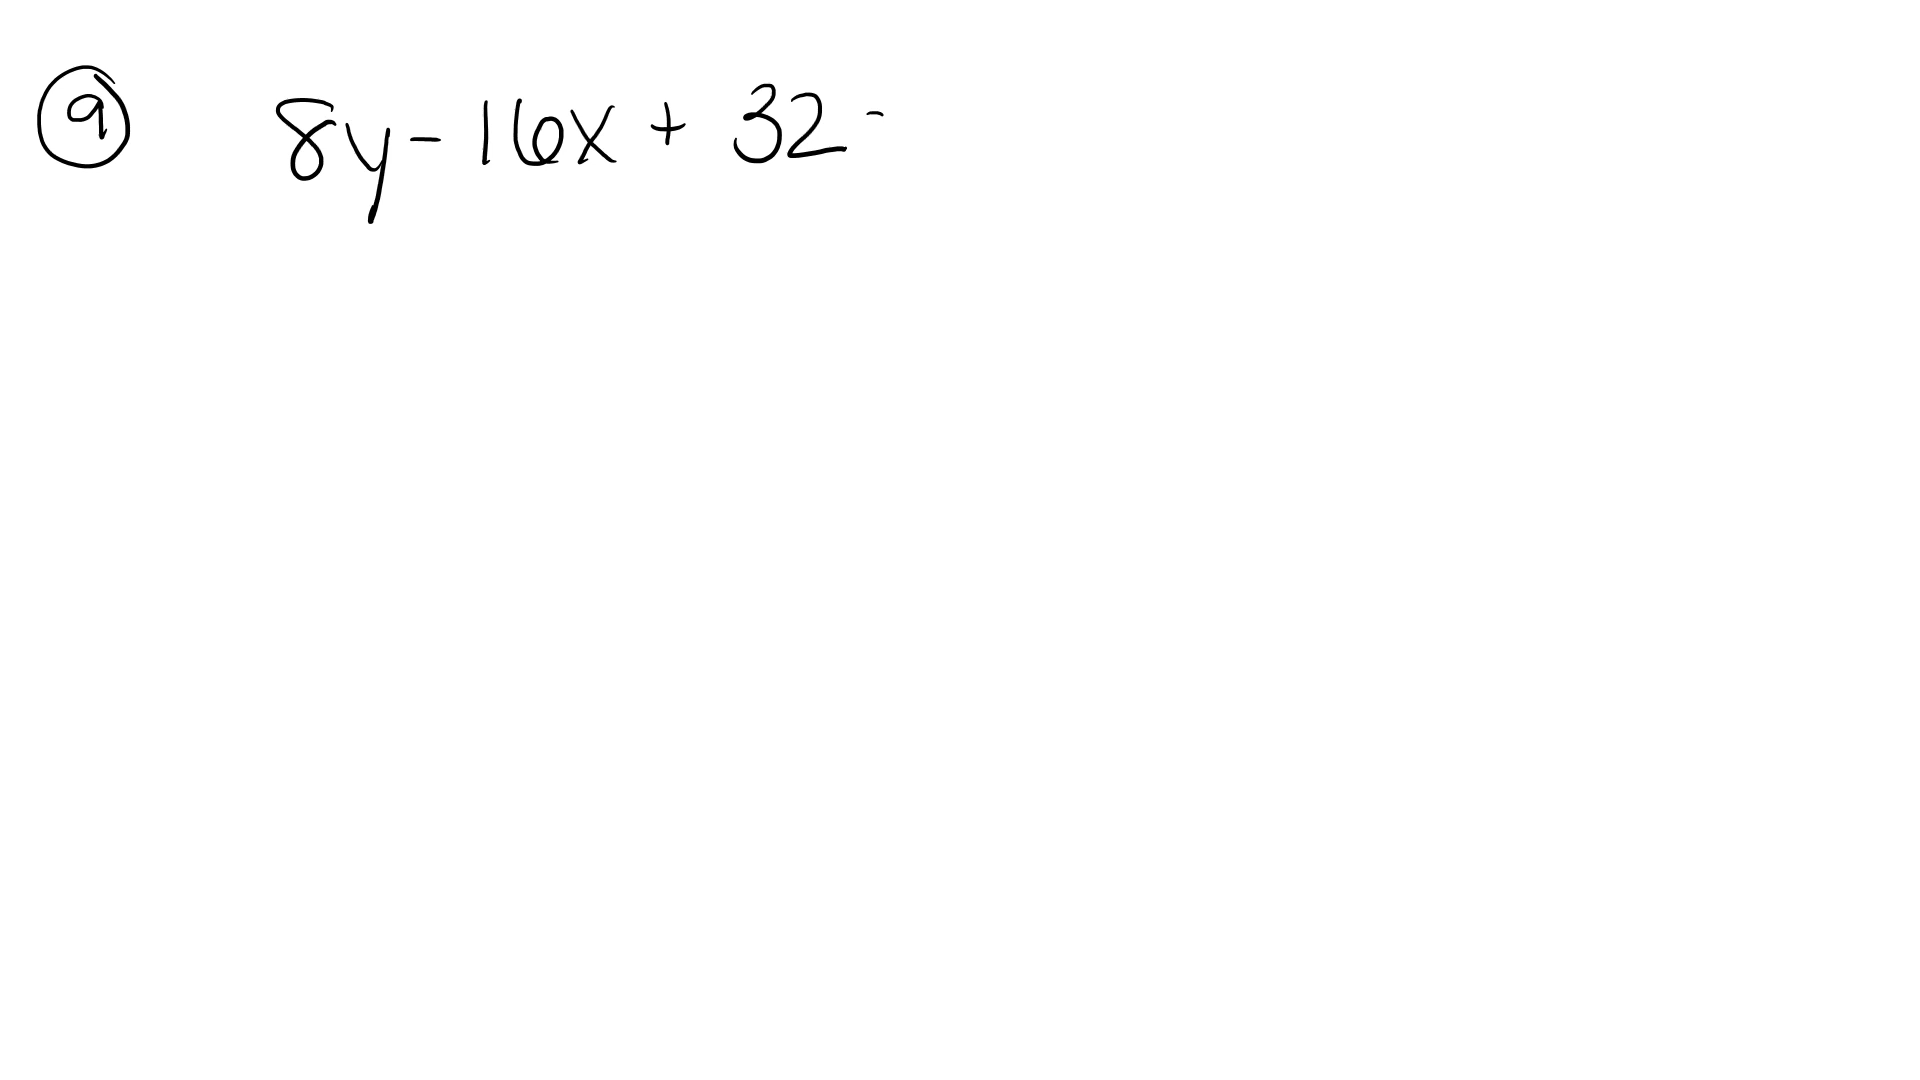 9 8y - 16x + 32 -